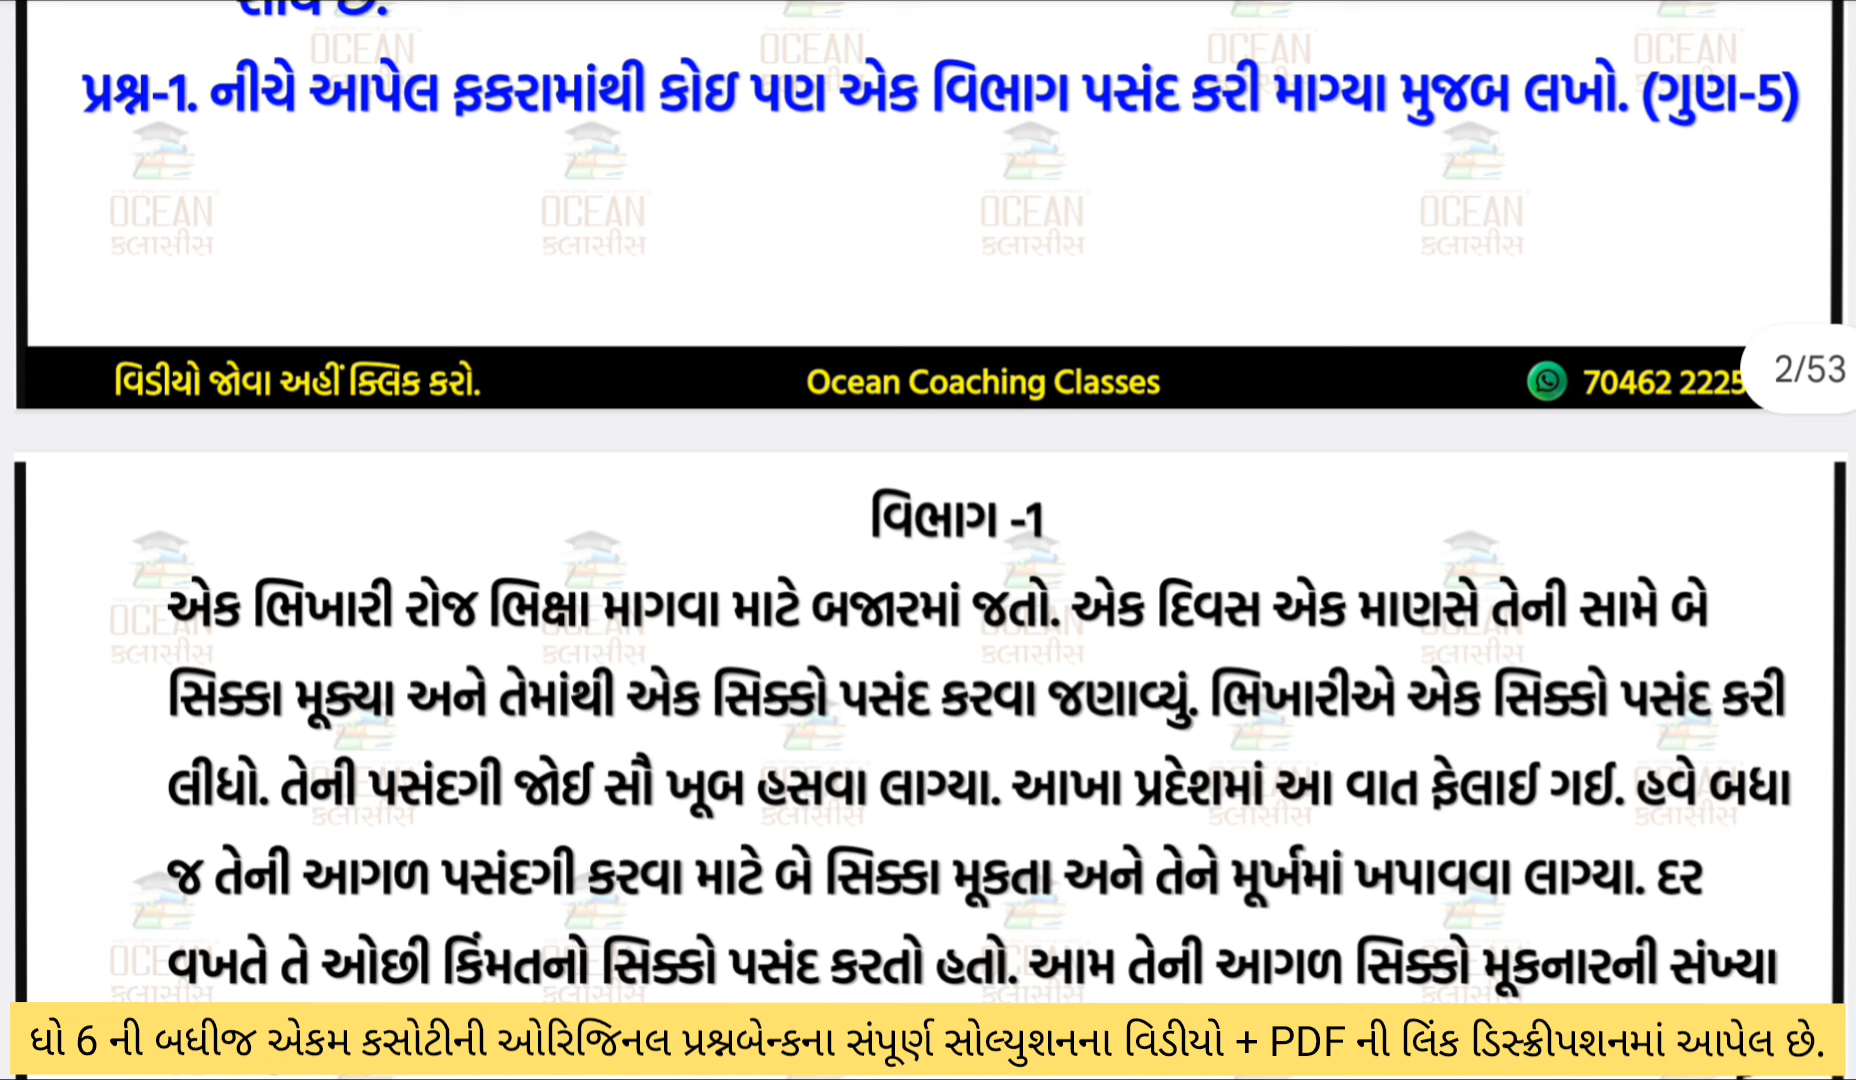 પ્રશ્ન-1. નીચે આપેલ ફકરામાંથી કોઇ પણ એક વિભાગ પસંદ કરી માગ્યા મુજબ લખો. (ગુણ-5)
વિડીયો જોવા અહીં ક્લિક કરો. Ocean Coaching Classes 70462 2225
2/53
વિભાગ -1
એક ભિખારી રોજ ભિક્ષા માગવા માટે બજારમાં જતો. એક દિવસ એક માણસે તેની સામે બે
સિક્કા મૂક્યા અને તેમાંથી એક સિક્કો પસંદ કરવા જણાવ્યું. ભિખારીએ એક સિક્કો પસંદ કરી
લીધો. તેની પસંદગી જોઈ સૌ ખૂબ હસવા લાગ્યા. આખા પ્રદેશમાં આ વાત ફેલાઈ ગઈ. હવે બધા
જ તેની આગળ પસંદગી કરવા માટે બે સિક્કા મૂકતા અને તેને મૂર્ખમાં ખપાવવા લાગ્યા. દર
વખતે તે ઓછી કિંમતનો સિક્કો પસંદ કરતો હતો. આમ તેની આગળ સિક્કો મૂકનારની સંખ્યા
ધો 6 ની બધીજ એકમ કસોટીની ઓરિજિનલ પ્રશ્નબેન્કના સંપૂર્ણ સોલ્યુશનના વિડીયો + PDF ની લિંક ડિસ્ક્રીપશનમાં આપેલ છે.
OCEAN
કલાસીસ